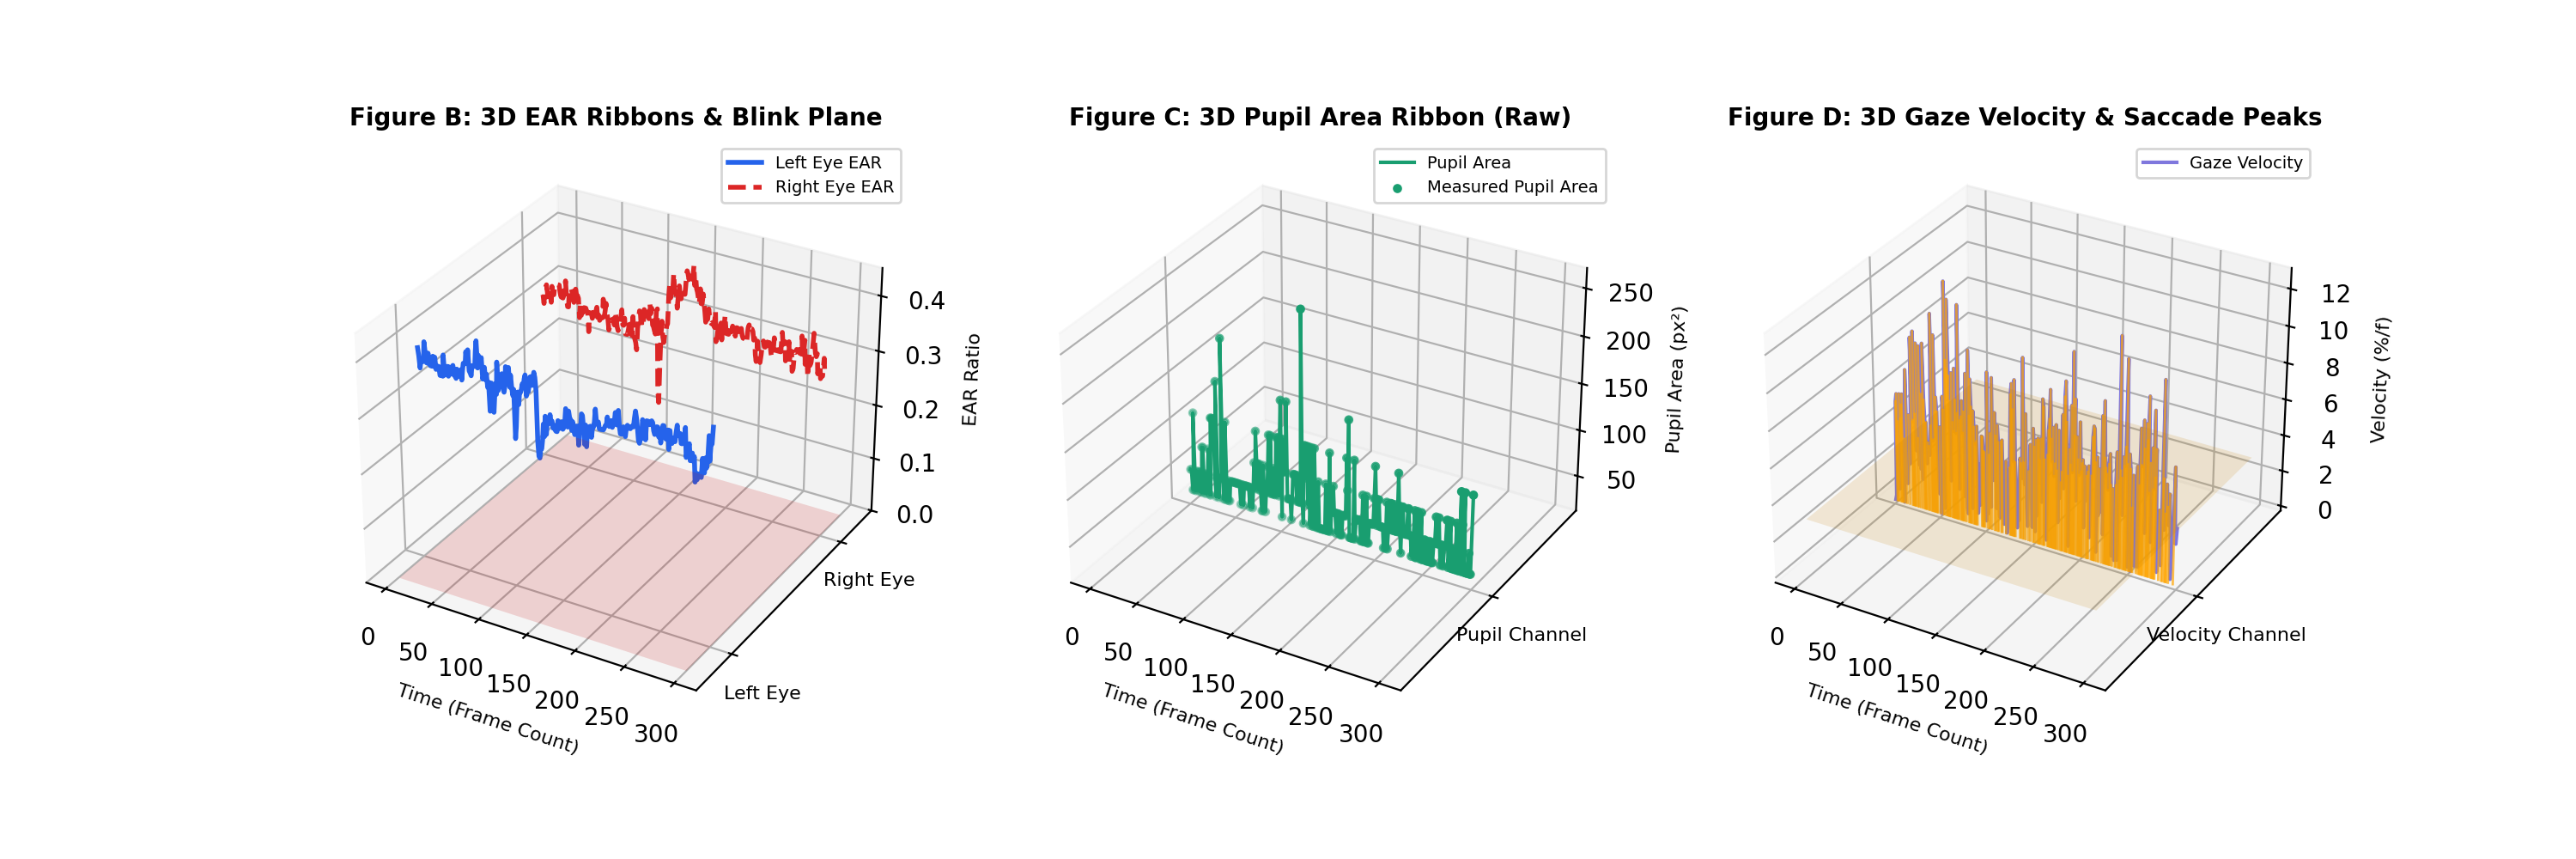 Figure B: 3D EAR Ribbons & Blink Plane
Left Eye EAR
Right Eye EAR
0.4
0.3
0.2
0.1
0.0
EAR Ratio
Right Eye
Left Eye
0
50
100
150
200
250
300
Time (Frame Count)
Figure C: 3D Pupil Area Ribbon (Raw)
Pupil Area
Measured Pupil Area
250
200
150
100
50
Pupil Area (px²)
Pupil Channel
0
50
100
150
200
250
300
Time (Frame Count)
Figure D: 3D Gaze Velocity & Saccade Peaks
Gaze Velocity
12
10
8
6
4
2
0
Velocity (%/f)
Velocity Channel
0
50
100
150
200
250
300
Time (Frame Count)